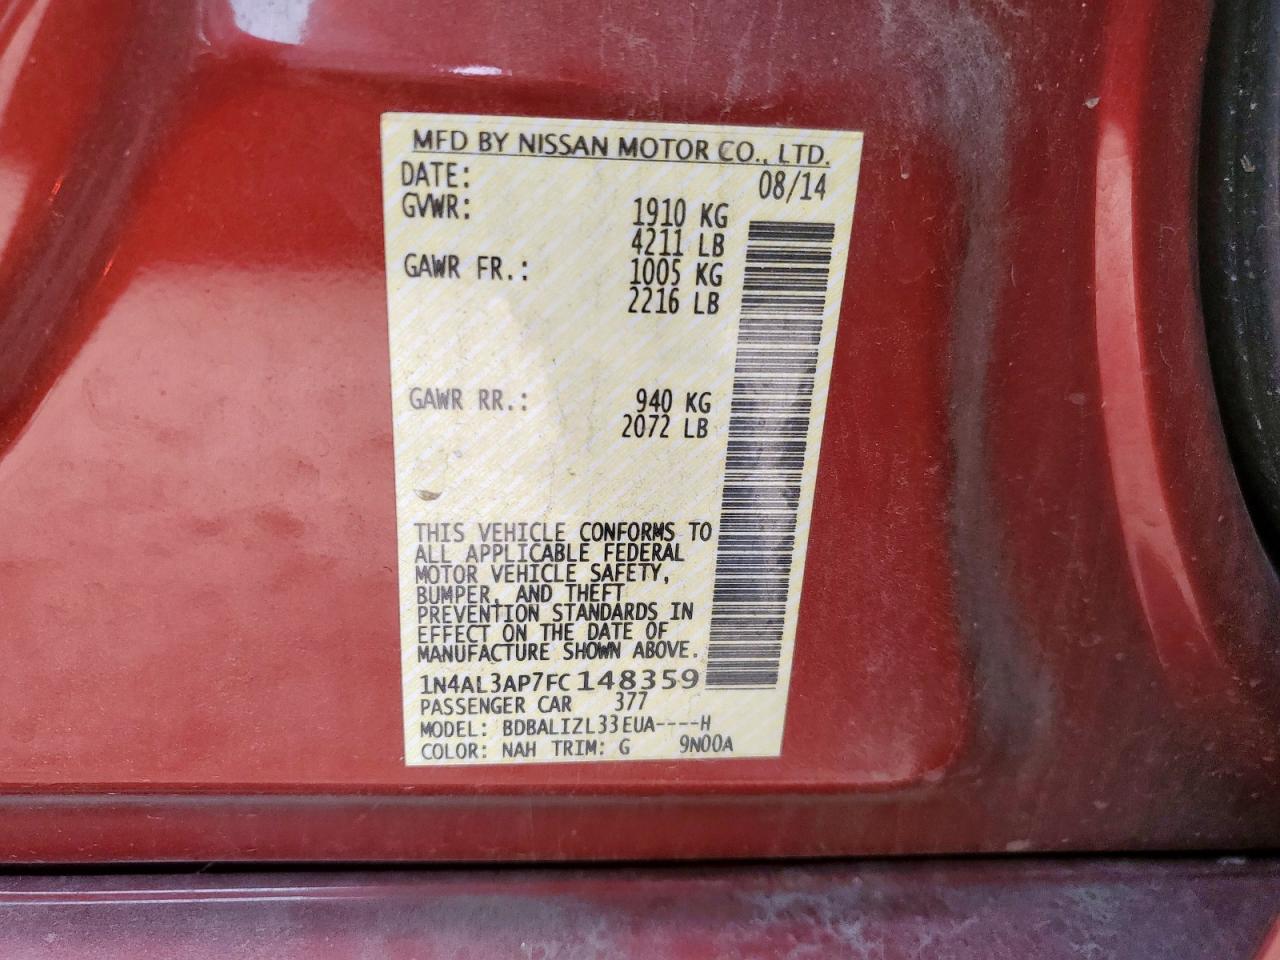 MFD BY NISSAN MOTOR CO., LTD.
DATE: 08/14
GVWR: 1910 KG
4211 LB
GAWR FR.: 1005 KG
2216 LB
GAWR RR.: 940 KG
2072 LB
THIS VEHICLE CONFORMS TO
ALL APPLICABLE FEDERAL
MOTOR VEHICLE SAFETY,
BUMPER, AND THEFT
PREVENTION STANDARDS IN
EFFECT ON THE DATE OF
MANUFACTURE SHOWN ABOVE.
1N4AL3AP7FC148359
PASSENGER CAR 377
MODEL: BDBALIZL33EUA----H
COLOR: NAH TRIM: G 9N00A